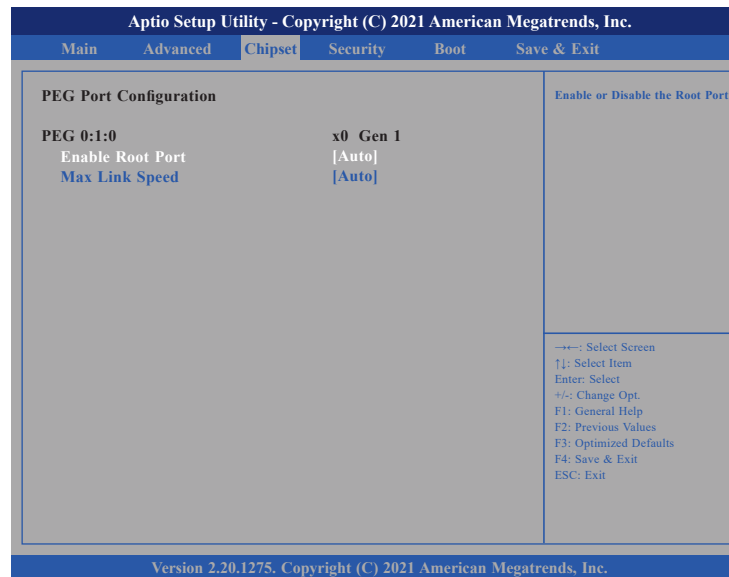 Aptio Setup Utility - Copyright (C) 2021 American Megatrends, Inc.
Main Advanced Chipset Security Boot Save & Exit
PEG Port Configuration
PEG 0:1:0 x0 Gen 1
Enable Root Port [Auto]
Max Link Speed [Auto]
Enable or Disable the Root Port
→←: Select Screen
↑↓: Select Item
Enter: Select
+/-: Change Opt.
F1: General Help
F2: Previous Values
F3: Optimized Defaults
F4: Save & Exit
ESC: Exit
Version 2.20.1275. Copyright (C) 2021 American Megatrends, Inc.